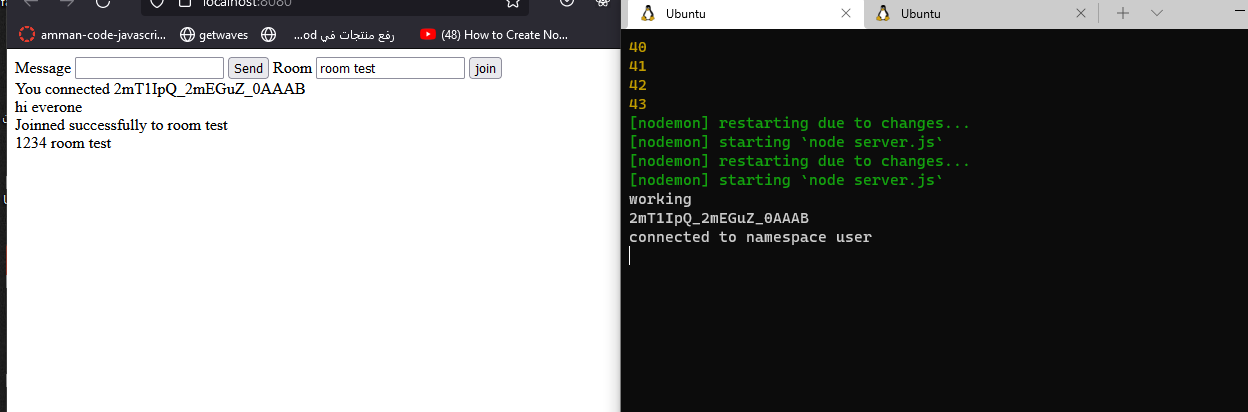 localhost:8080
amman-code-javascri...
getwaves
رفع منتجات في od...
(48) How to Create No...
Message
Send
Room
room test
join
You connected 2mT1IpQ_2mEGuZ_0AAAB
hi everone
Joinned successfully to room test
1234 room test
Ubuntu
Ubuntu
40
41
42
43
[nodemon] restarting due to changes...
[nodemon] starting `node server.js`
[nodemon] restarting due to changes...
[nodemon] starting `node server.js`
working
2mT1IpQ_2mEGuZ_0AAAB
connected to namespace user